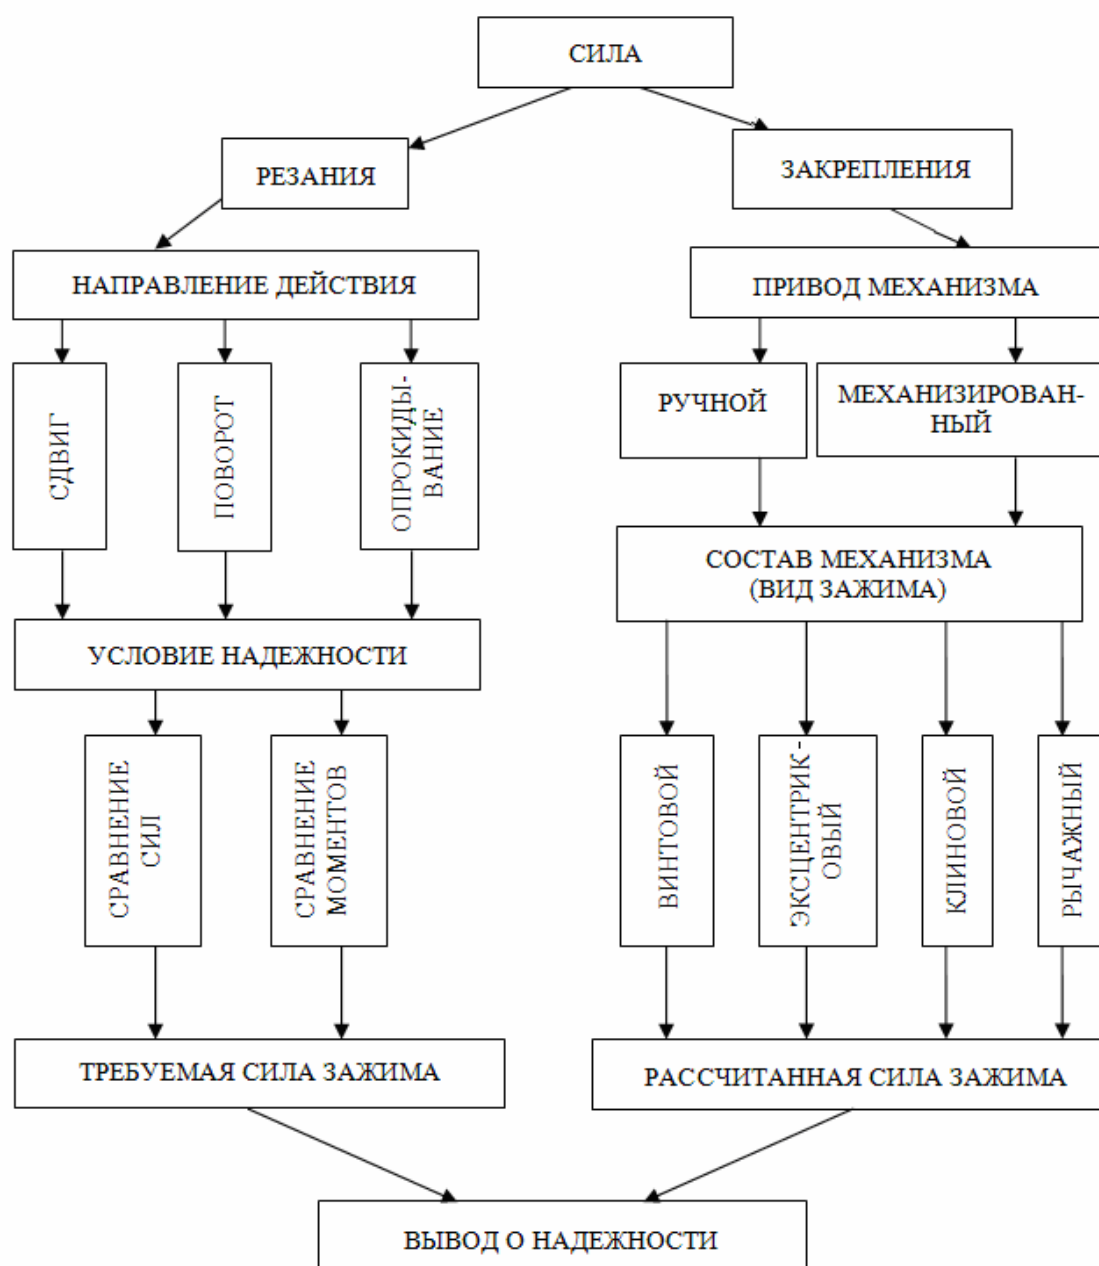 СИЛА
РЕЗАНИЯ
ЗАКРЕПЛЕНИЯ
НАПРАВЛЕНИЕ ДЕЙСТВИЯ
ПРИВОД МЕХАНИЗМА
СДВИГ
ПОВОРОТ
ОПРОКИДЫ-
ВАНИЕ
РУЧНОЙ
МЕХАНИЗИРОВАН-
НЫЙ
СОСТАВ МЕХАНИЗМА
(ВИД ЗАЖИМА)
УСЛОВИЕ НАДЕЖНОСТИ
СРАВНЕНИЕ
СИЛ
СРАВНЕНИЕ
МОМЕНТОВ
ВИНТОВОЙ
ЭКСЦЕНТРИК-
ОВЫЙ
КЛИНОВОЙ
РЫЧАЖНЫЙ
ТРЕБУЕМАЯ СИЛА ЗАЖИМА
РАССЧИТАННАЯ СИЛА ЗАЖИМА
ВЫВОД О НАДЕЖНОСТИ